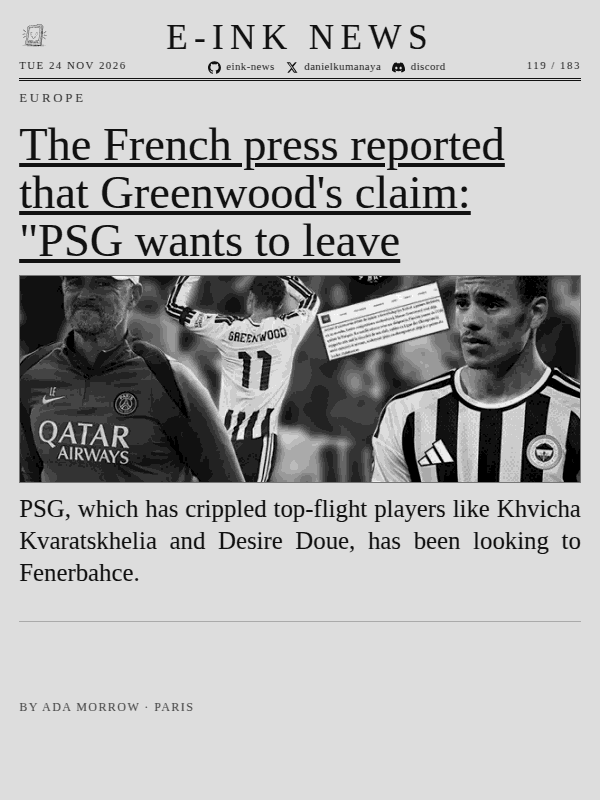 E-INK NEWS
TUE 24 NOV 2026
eink-news
danielkumanaya
discord
119 / 183
EUROPE
The French press reported
that Greenwood's claim:
"PSG wants to leave
GREENWOOD
11
LE
QATAR
AIRWAYS
PSG, which has crippled top-flight players like Khvicha
Kvaratskhelia and Desire Doue, has been looking to
Fenerbahce.
BY ADA MORROW · PARIS